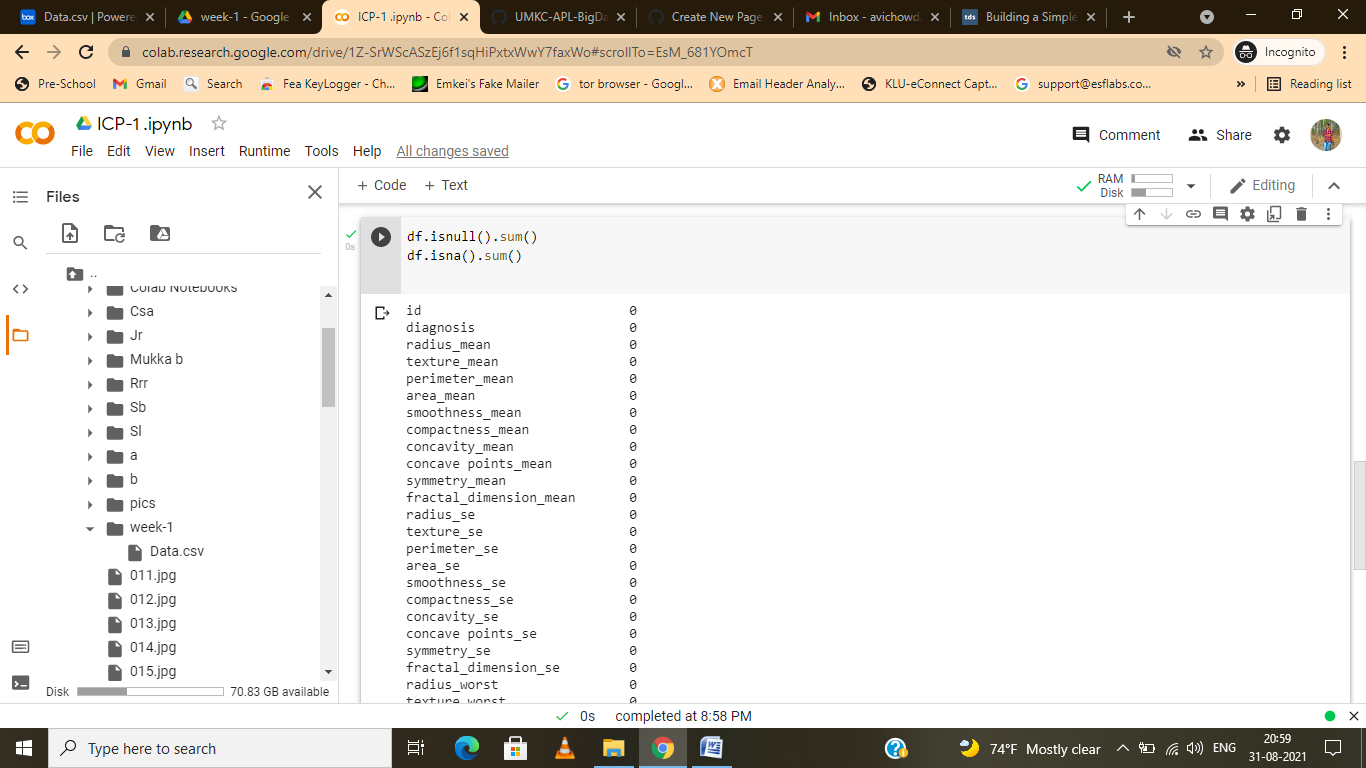 Data.csv | Powere
week-1 - Google
ICP-1 .ipynb - Col
UMKC-APL-BigDa
Create New Page
Inbox - avichowda
Building a Simple
colab.research.google.com/drive/1Z-SrWScASzEj6f1sqHiPxtxWwY7faxWo#scrollTo=EsM_681YOmcT
Incognito
Pre-School
Gmail
Search
Fea KeyLogger - Ch...
Emkei's Fake Mailer
tor browser - Googl...
Email Header Analy...
KLU-eConnect Capt...
support@esflabs.co...
»
Reading list
ICP-1 .ipynb
Comment
Share
File Edit View Insert Runtime Tools Help All changes saved
Files
+ Code + Text
RAM
Disk
Editing
0s
df.isnull().sum()
df.isna().sum()
..
Colab Notebooks
Csa
Jr
Mukka b
Rrr
Sb
Sl
a
b
pics
week-1
Data.csv
011.jpg
012.jpg
013.jpg
014.jpg
015.jpg
Disk 70.83 GB available
id 0
diagnosis 0
radius_mean 0
texture_mean 0
perimeter_mean 0
area_mean 0
smoothness_mean 0
compactness_mean 0
concavity_mean 0
concave points_mean 0
symmetry_mean 0
fractal_dimension_mean 0
radius_se 0
texture_se 0
perimeter_se 0
area_se 0
smoothness_se 0
compactness_se 0
concavity_se 0
concave points_se 0
symmetry_se 0
fractal_dimension_se 0
radius_worst 0
texture_worst 0
0s completed at 8:58 PM
Type here to search
74°F Mostly clear
ENG
20:59
31-08-2021